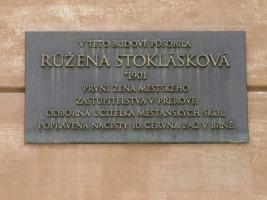 V TÉTO BUDOVĚ PŮSOBILA
RŮŽENA STOKLÁSKOVÁ
*1901
PRVNÍ ŽENA MĚSTSKÉHO
ZASTUPITELSTVA V PŘEROVĚ,
ODBORNÁ UČITELKA MĚŠŤANSKÝCH ŠKOL,
POPRAVENA NACISTY 10. ČERVNA 1942 V BRNĚ.